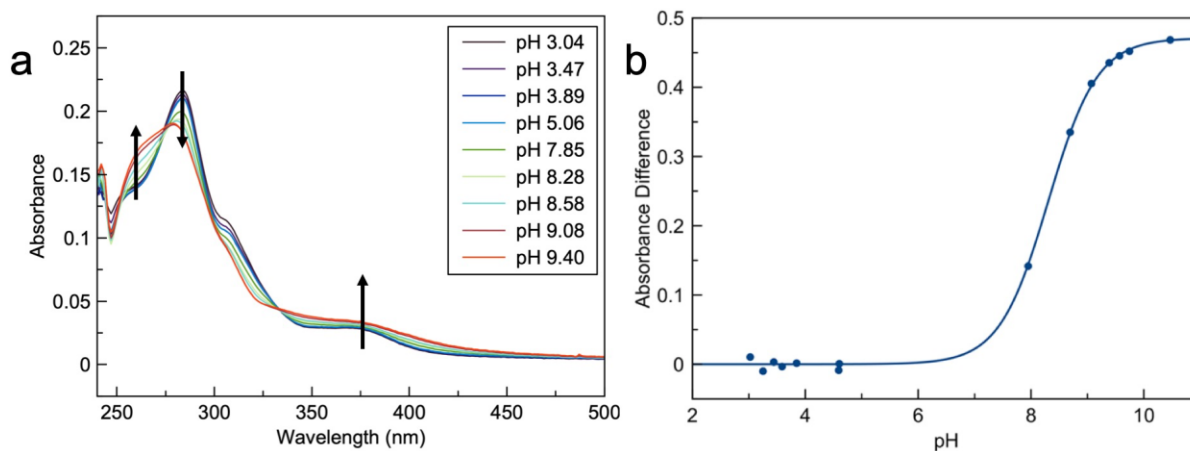 a
0.25
0.2
0.15
0.1
0.05
0
Absorbance
250
300
350
400
450
500
Wavelength (nm)
pH 3.04
pH 3.47
pH 3.89
pH 5.06
pH 7.85
pH 8.28
pH 8.58
pH 9.08
pH 9.40
b
0.5
0.4
0.3
0.2
0.1
0
Absorbance Difference
2
4
6
8
10
pH